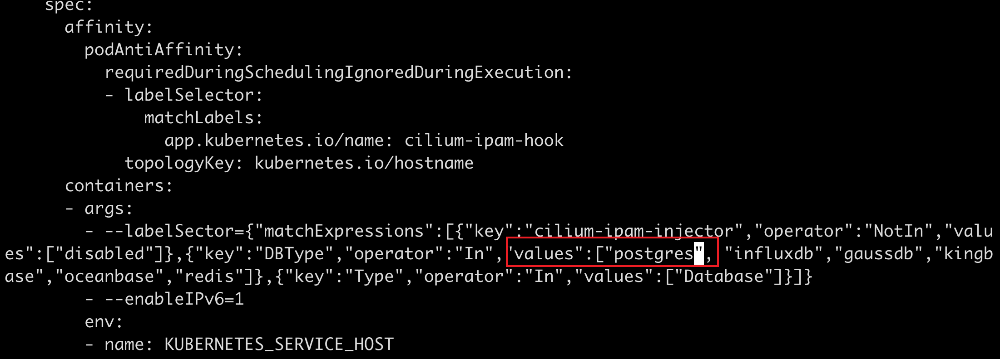 spec:
affinity:
podAntiAffinity:
requiredDuringSchedulingIgnoredDuringExecution:
- labelSelector:
matchLabels:
app.kubernetes.io/name: cilium-ipam-hook
topologyKey: kubernetes.io/hostname
containers:
- args:
- --labelSector={"matchExpressions":[{"key":"cilium-ipam-injector","operator":"NotIn","valu
es":["disabled"]},{"key":"DBType","operator":"In","values":["postgres", "influxdb","gaussdb","kingb
ase","oceanbase","redis"]},{"key":"Type","operator":"In","values":["Database"]}]}
- --enableIPv6=1
env:
- name: KUBERNETES_SERVICE_HOST